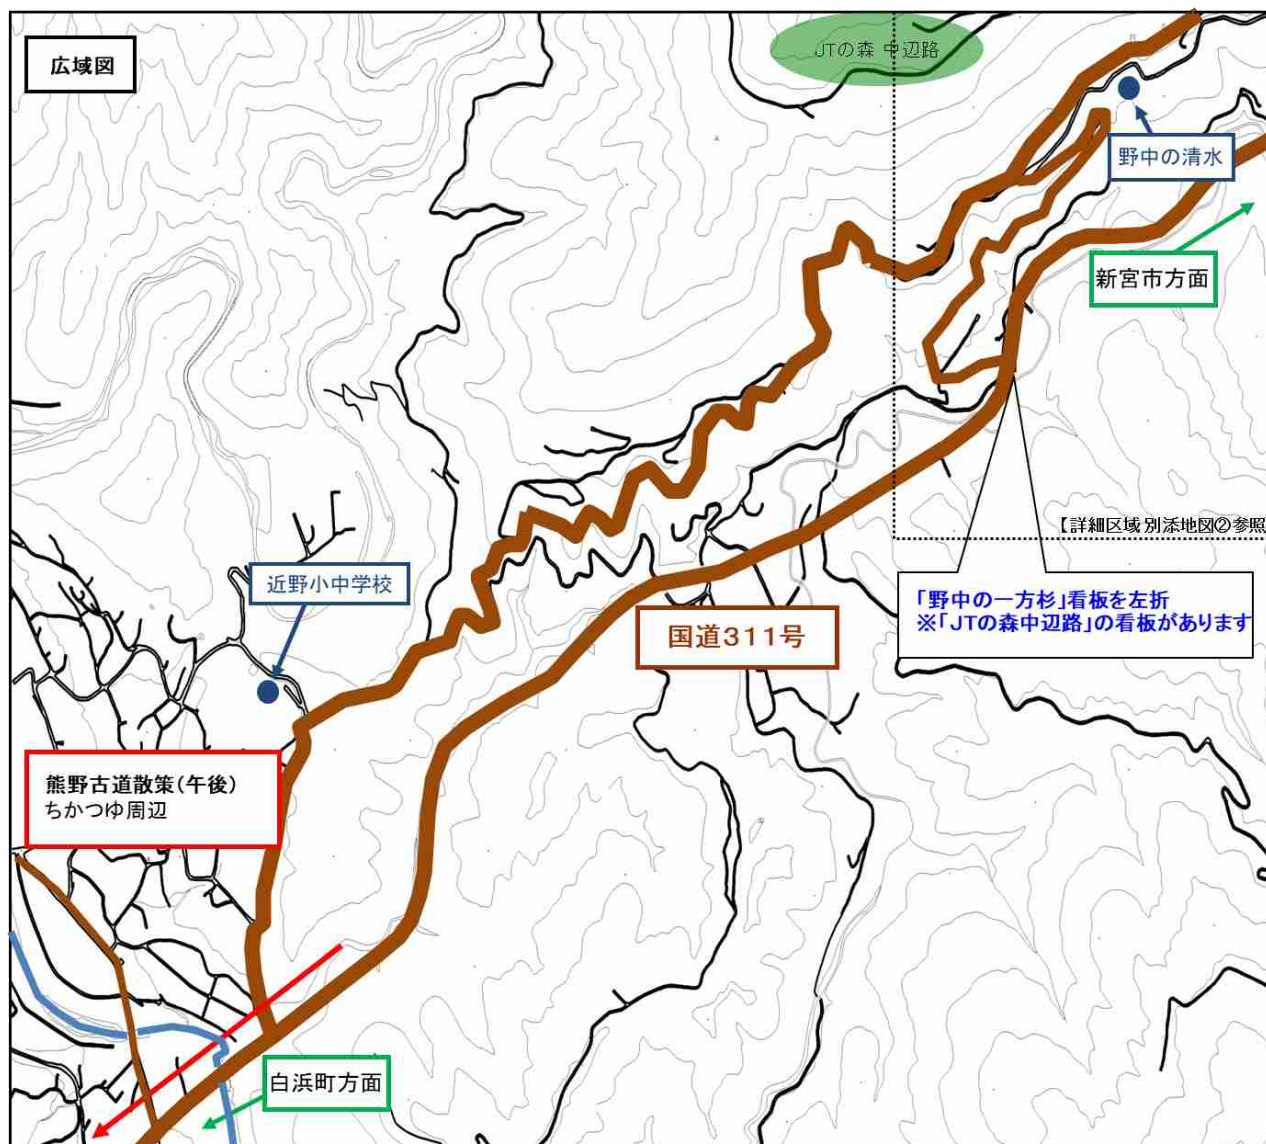 広域図
JTの森 中辺路
野中の清水
新宮市方面
【詳細区域 別添地図②参照
近野小中学校
「野中の一方杉」看板を左折
※「JTの森中辺路」の看板があります
国道311号
熊野古道散策(午後)
ちかつゆ周辺
白浜町方面